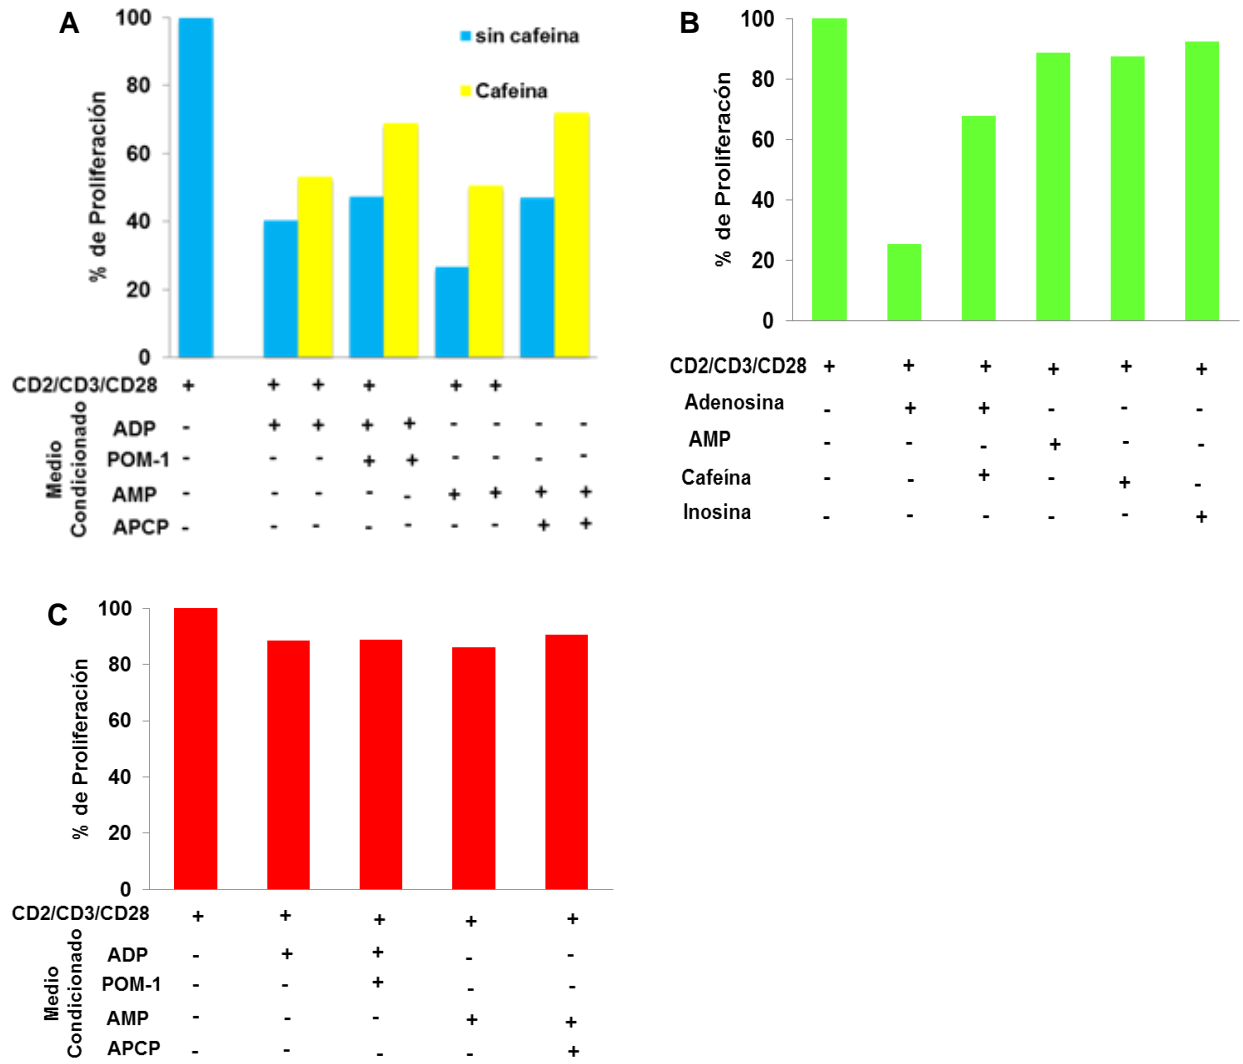 A
100
80
60
40
20
0
% de Proliferación
sin cafeina
Cafeina
CD2/CD3/CD28 + + + + + +
Medio Condicionado
ADP - + + + + - - - -
POM-1 - - - + + - - - -
AMP - - - - - + + + +
APCP - - - - - - - + +
B
100
80
60
40
20
0
% de Proliferacón
CD2/CD3/CD28 + + + + + +
Adenosina - + + - - -
AMP - - - + - -
Cafeína - - + - + -
Inosina - - - - - +
C
100
80
60
40
20
0
% de Proliferación
CD2/CD3/CD28 + + + + +
Medio Condicionado
ADP - + + - -
POM-1 - - + - -
AMP - - - + +
APCP - - - - +